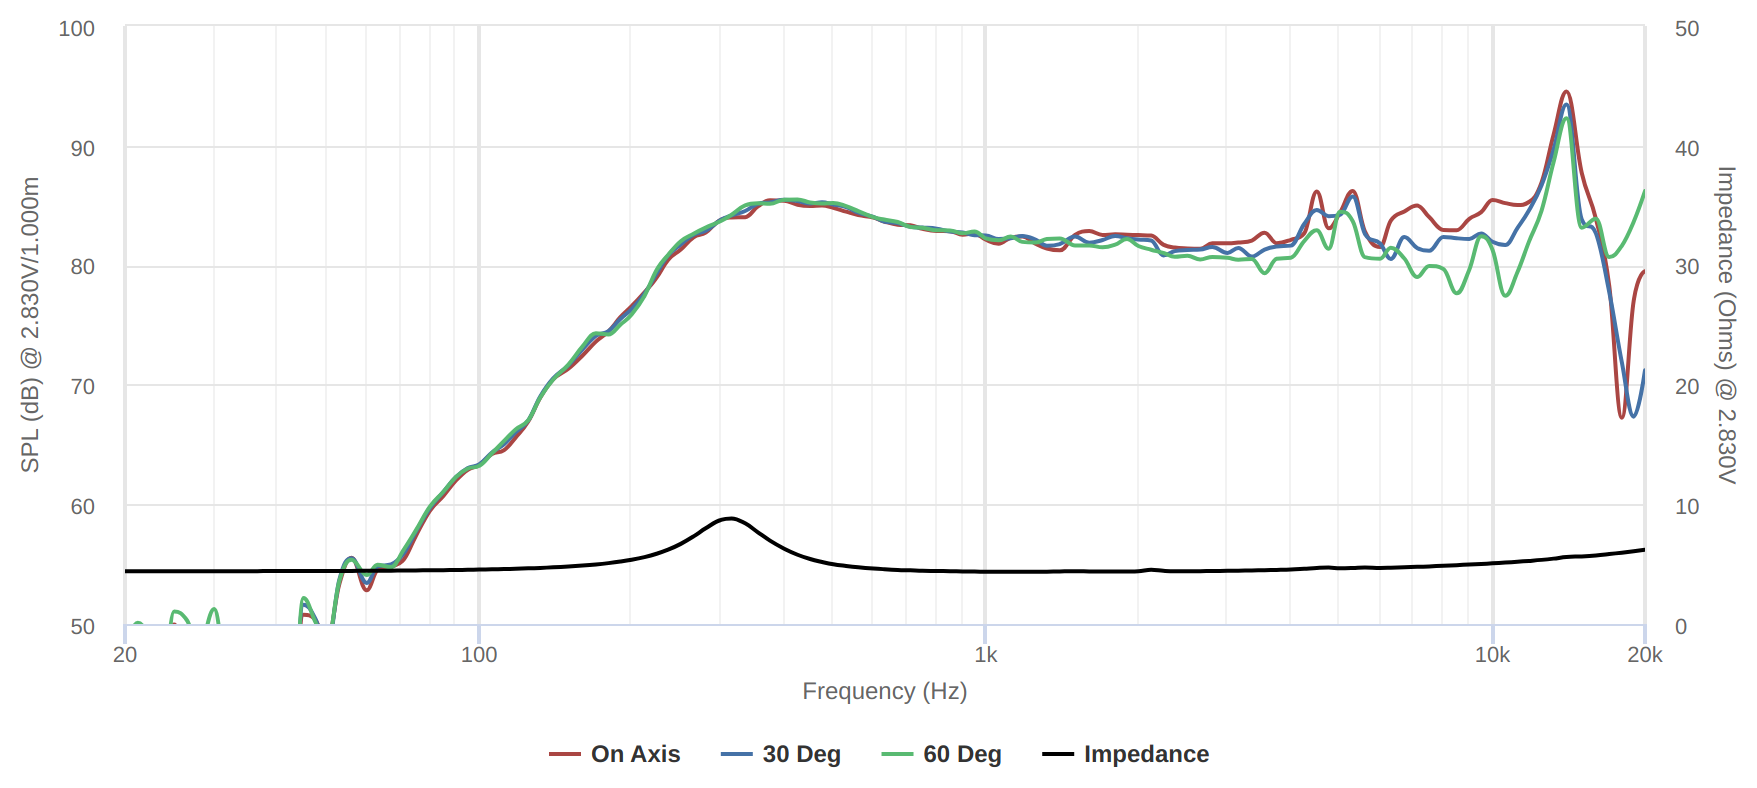 100
90
80
70
60
50
SPL (dB) @ 2.830V/1.000m
50
40
30
20
10
0
Impedance (Ohms) @ 2.830V
20
100
1k
10k
20k
Frequency (Hz)
On Axis
30 Deg
60 Deg
Impedance